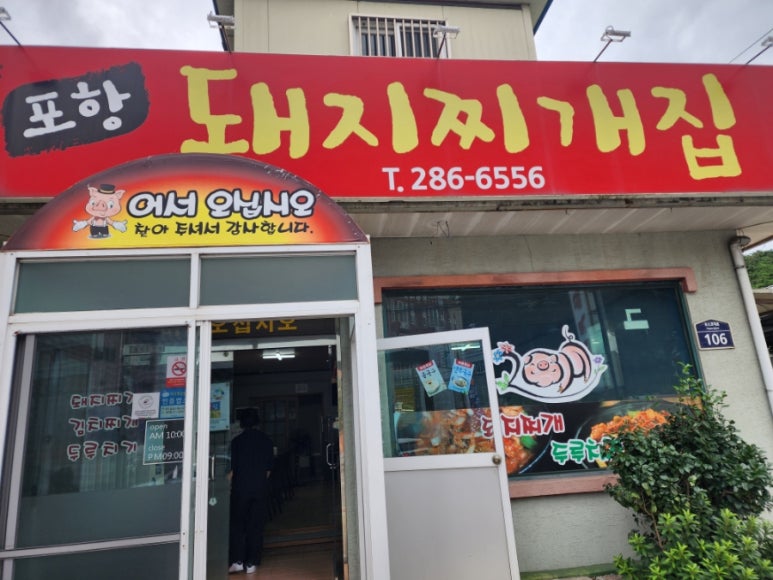 포항
돼지찌개집
T. 286-6556
어서 오십시오
찾아 주셔서 감사합니다.
오십시오
106
돼지찌개
김치찌개
두루치기
open
AM 10:00
close
PM 09:00
돼지찌개
두루치